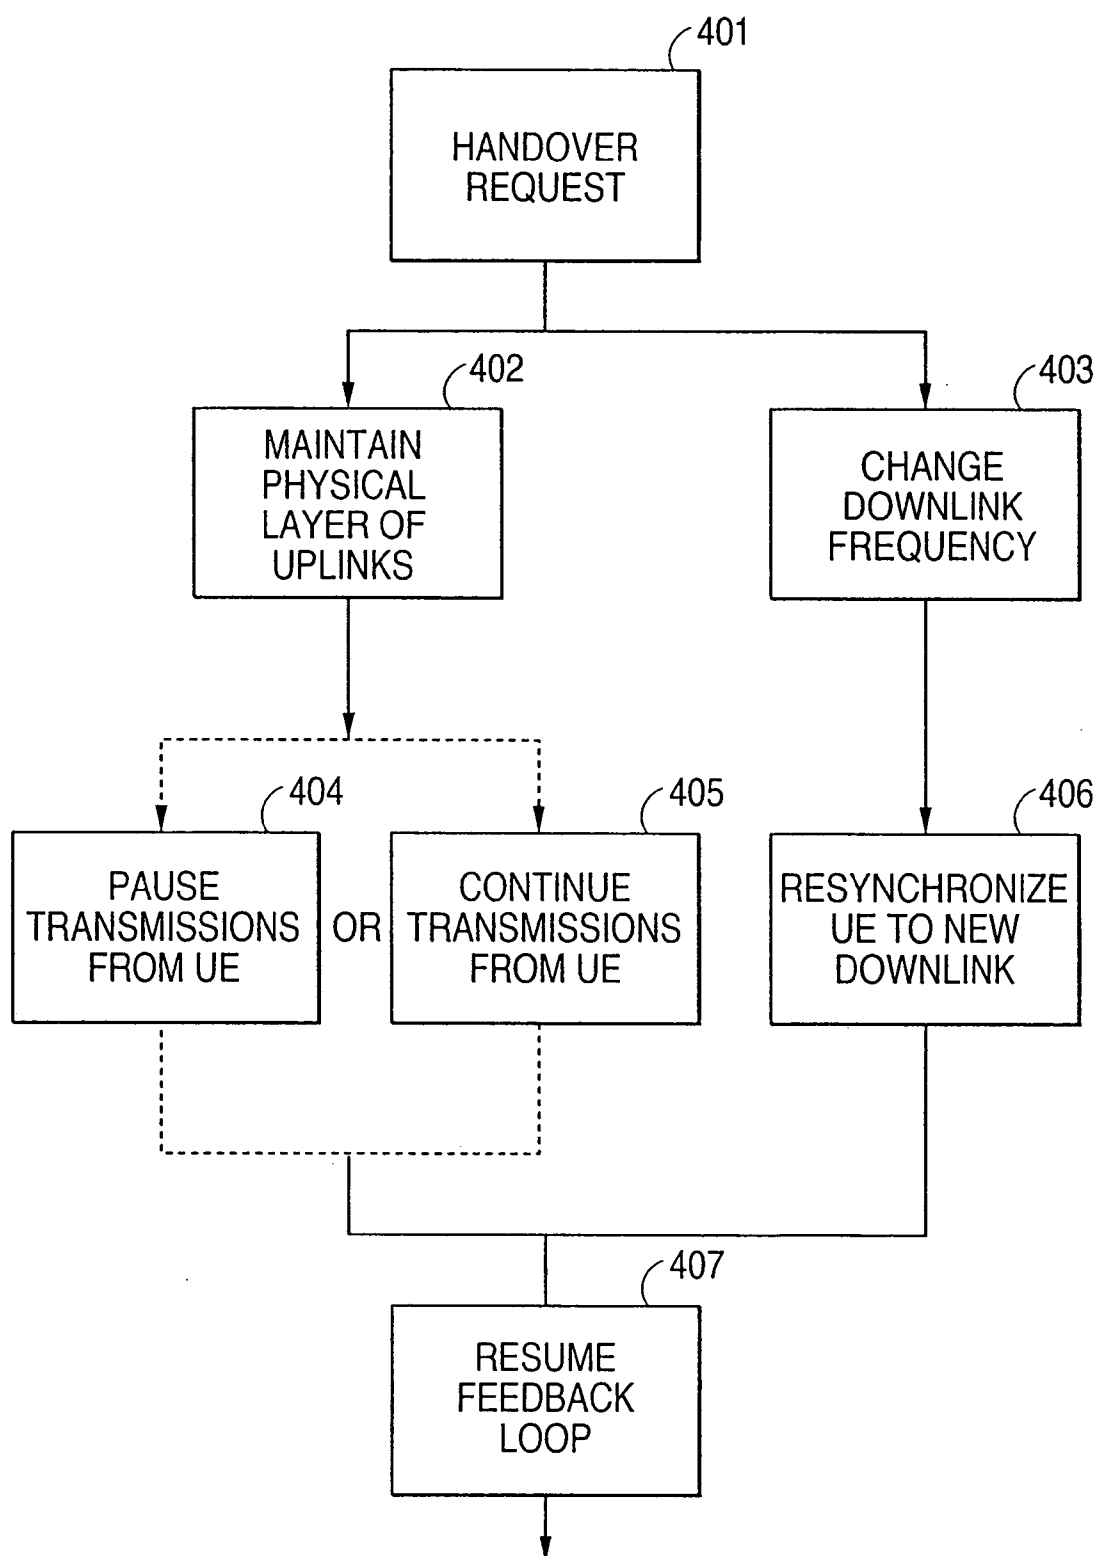 401
HANDOVER
REQUEST
402
MAINTAIN
PHYSICAL
LAYER OF
UPLINKS
403
CHANGE
DOWNLINK
FREQUENCY
404
PAUSE
TRANSMISSIONS
FROM UE
OR
405
CONTINUE
TRANSMISSIONS
FROM UE
406
RESYNCHRONIZE
UE TO NEW
DOWNLINK
407
RESUME
FEEDBACK
LOOP